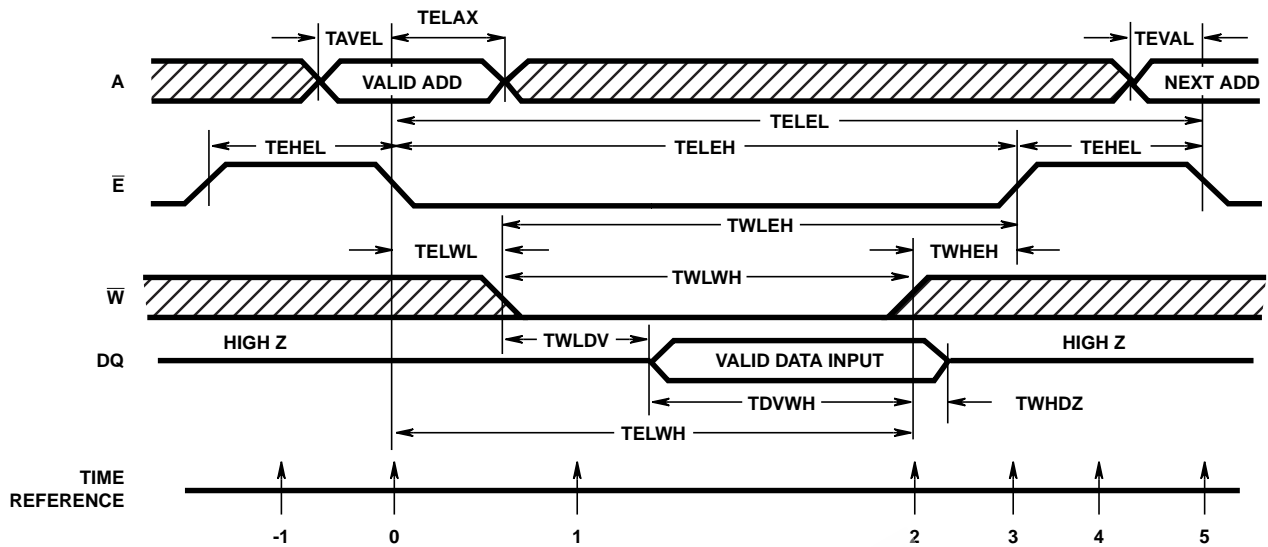 TELAX
TAVEL
TEVAL
A
VALID ADD
NEXT ADD
TELEL
TEHEL
TELEH
TEHEL
E
TWLEH
TELWL
TWHEH
TWLWH
W
HIGH Z
TWLDV
HIGH Z
DQ
VALID DATA INPUT
TDVWH
TWHDZ
TELWH
TIME
REFERENCE
-1 0 1 2 3 4 5